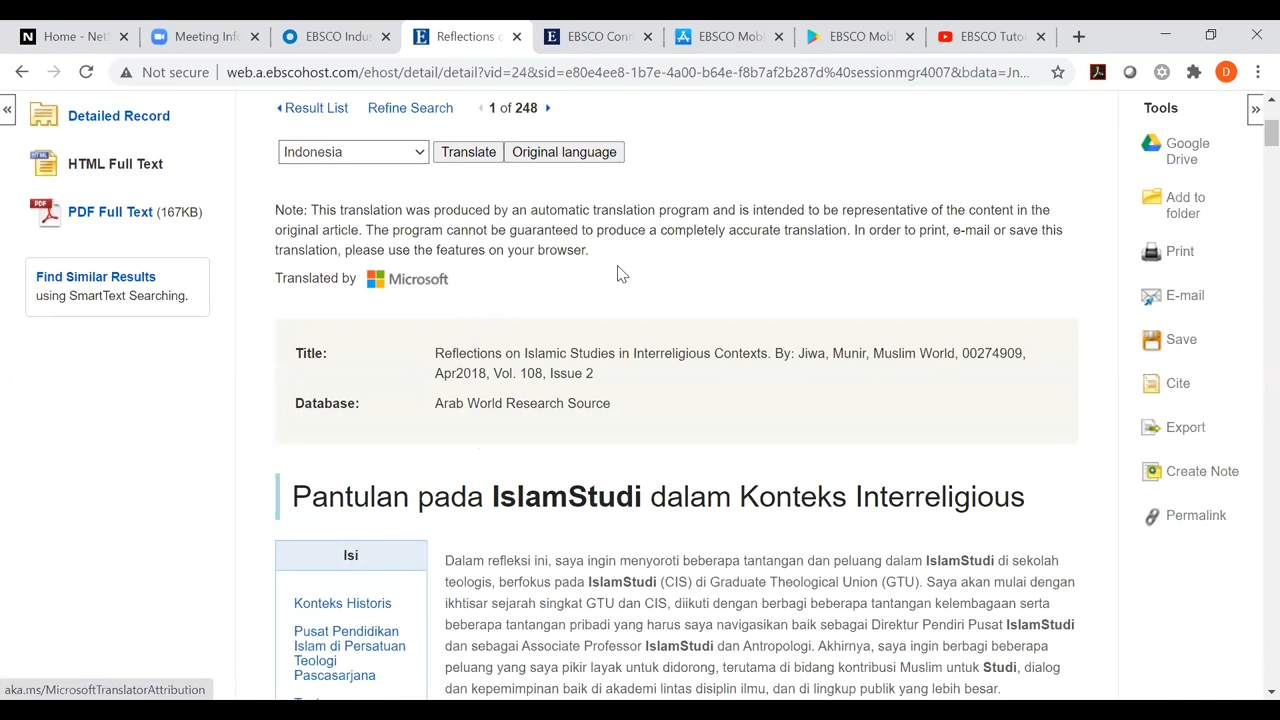 Home - Netf
Meeting Info
EBSCO Indus
Reflections o
EBSCO Conn
EBSCO Mobi
EBSCO Mobi
EBSCO Tutor
Not secure
web.a.ebscohost.com/ehost/detail/detail?vid=24&sid=e80e4ee8-1b7e-4a00-b64e-f8b7af2b287d%40sessionmgr4007&bdata=Jn...
D
«
Detailed Record
HTML Full Text
PDF Full Text (167KB)
Find Similar Results
using SmartText Searching.
Result List Refine Search 1 of 248
Indonesia Translate Original language
Note: This translation was produced by an automatic translation program and is intended to be representative of the content in the
original article. The program cannot be guaranteed to produce a completely accurate translation. In order to print, e-mail or save this
translation, please use the features on your browser.
Translated by Microsoft
Title: Reflections on Islamic Studies in Interreligious Contexts. By: Jiwa, Munir, Muslim World, 00274909,
Apr2018, Vol. 108, Issue 2
Database: Arab World Research Source
Pantulan pada IslamStudi dalam Konteks Interreligious
Isi
Konteks Historis
Pusat Pendidikan
Islam di Persatuan
Teologi
Pascasarjana
Dalam refleksi ini, saya ingin menyoroti beberapa tantangan dan peluang dalam IslamStudi di sekolah
teologis, berfokus pada IslamStudi (CIS) di Graduate Theological Union (GTU). Saya akan mulai dengan
ikhtisar sejarah singkat GTU dan CIS, diikuti dengan berbagi beberapa tantangan kelembagaan serta
beberapa tantangan pribadi yang harus saya navigasikan baik sebagai Direktur Pendiri Pusat IslamStudi
dan sebagai Associate Professor IslamStudi dan Antropologi. Akhirnya, saya ingin berbagi beberapa
peluang yang saya pikir layak untuk didorong, terutama di bidang kontribusi Muslim untuk Studi, dialog
dan kepemimpinan baik di akademi lintas disiplin ilmu, dan di lingkup publik yang lebih besar.
Tools
»
Google
Drive
Add to
folder
Print
E-mail
Save
Cite
Export
Create Note
Permalink
aka.ms/MicrosoftTranslatorAttribution